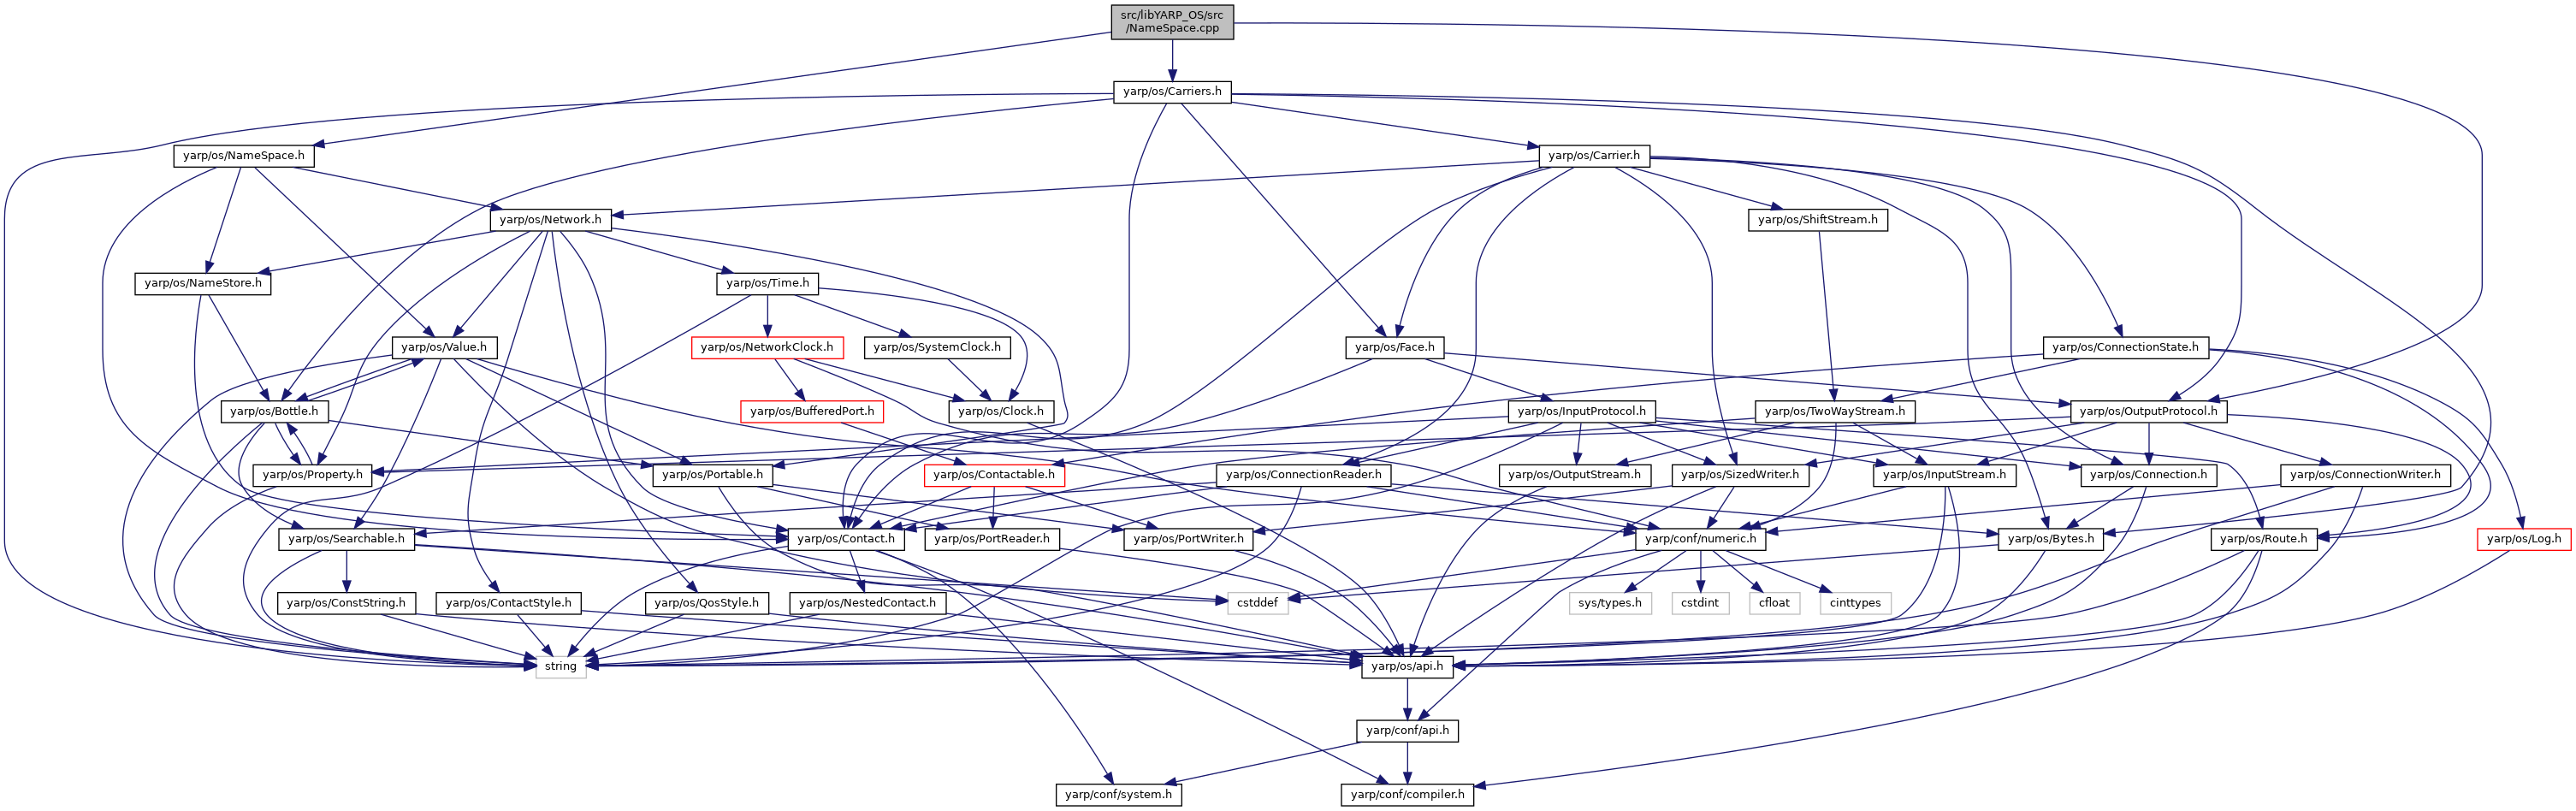 src/libYARP_OS/src
/NameSpace.cpp
yarp/os/Carriers.h
yarp/os/NameSpace.h
yarp/os/Carrier.h
yarp/os/Network.h
yarp/os/ShiftStream.h
yarp/os/NameStore.h
yarp/os/Time.h
yarp/os/Value.h
yarp/os/NetworkClock.h
yarp/os/SystemClock.h
yarp/os/Face.h
yarp/os/ConnectionState.h
yarp/os/Bottle.h
yarp/os/BufferedPort.h
yarp/os/Clock.h
yarp/os/InputProtocol.h
yarp/os/TwoWayStream.h
yarp/os/OutputProtocol.h
yarp/os/Property.h
yarp/os/Portable.h
yarp/os/Contactable.h
yarp/os/ConnectionReader.h
yarp/os/OutputStream.h
yarp/os/SizedWriter.h
yarp/os/InputStream.h
yarp/os/Connection.h
yarp/os/ConnectionWriter.h
yarp/os/Searchable.h
yarp/os/Contact.h
yarp/os/PortReader.h
yarp/os/PortWriter.h
yarp/conf/numeric.h
yarp/os/Bytes.h
yarp/os/Route.h
yarp/os/Log.h
yarp/os/ConstString.h
yarp/os/ContactStyle.h
yarp/os/QosStyle.h
yarp/os/NestedContact.h
cstddef
sys/types.h
cstdint
cfloat
cinttypes
string
yarp/os/api.h
yarp/conf/api.h
yarp/conf/system.h
yarp/conf/compiler.h